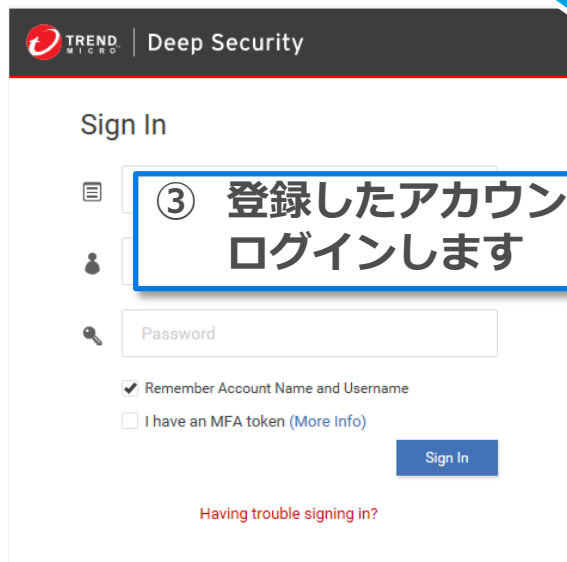 TREND MICRO | Deep Security
Sign In
③ 登録したアカウン
ログインします
Password
Remember Account Name and Username
I have an MFA token (More Info)
Sign In
Having trouble signing in?